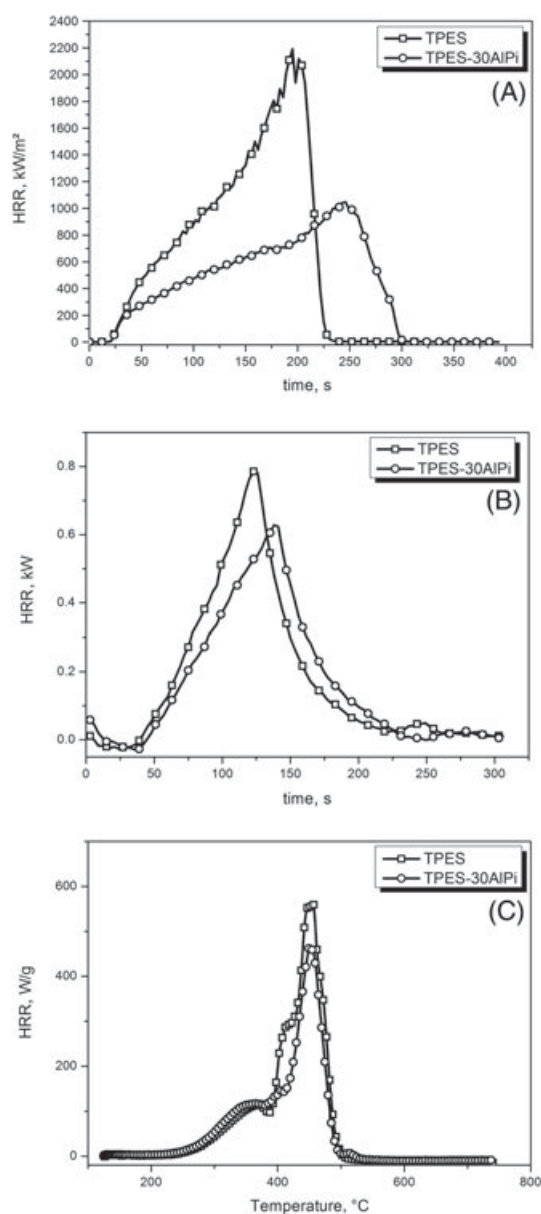 2400
2200
2000
1800
1600
1400
1200
1000
800
600
400
200
0
HRR, kW/m²
TPES
TPES-30AlPi
(A)
0 50 100 150 200 250 300 350 400
time, s
0.8
0.6
0.4
0.2
0.0
HRR, kW
TPES
TPES-30AlPi
(B)
0 50 100 150 200 250 300
time, s
600
400
200
0
HRR, W/g
TPES
TPES-30AlPi
(C)
200 400 600 800
Temperature, °C